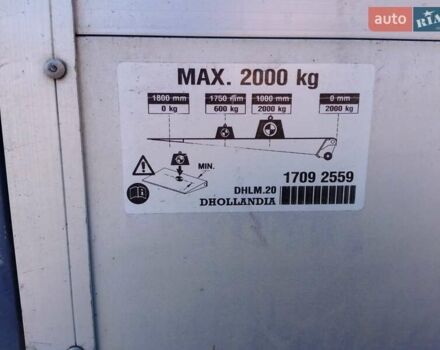 auto RIA
MAX. 2000 kg
1800 mm 1750 mm 1000 mm 0 mm
0 kg 600 kg 2000 kg 2000 kg
MIN.
DHLM.20 1709 2559
DHOLLANDIA